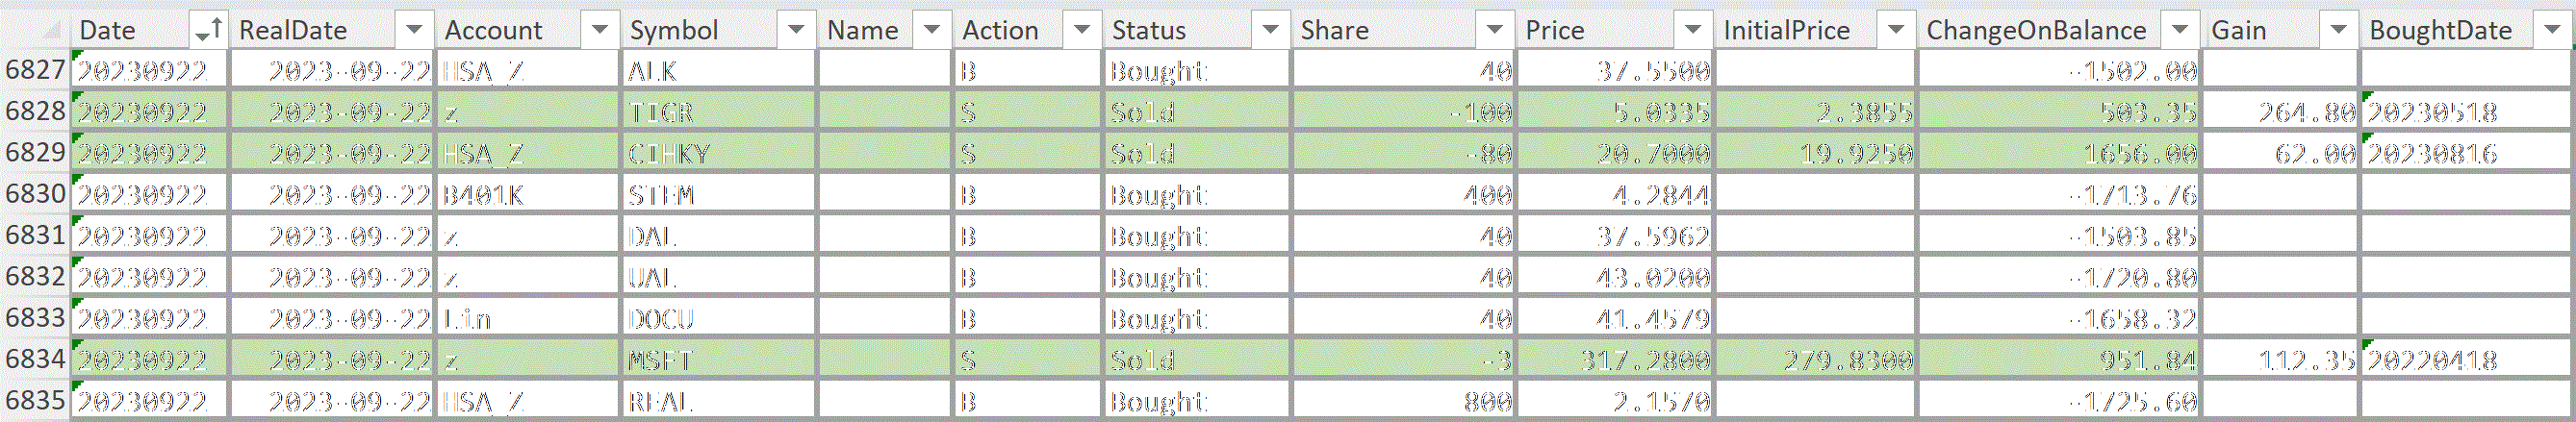 Date RealDate Account Symbol Name Action Status Share Price InitialPrice ChangeOnBalance Gain BoughtDate
6827 20230922 2023-09-22 HSA_Z ALK B Bought 40 37.5500 -1502.00
6828 20230922 2023-09-22 z TIGR S Sold -100 5.0335 2.3855 503.35 264.80 20230518
6829 20230922 2023-09-22 HSA_Z CIHKY S Sold -80 20.7000 19.9250 1656.00 62.00 20230816
6830 20230922 2023-09-22 B401K STEM B Bought 400 4.2844 -1713.76
6831 20230922 2023-09-22 z DAL B Bought 40 37.5962 -1503.85
6832 20230922 2023-09-22 z UAL B Bought 40 43.0200 -1720.80
6833 20230922 2023-09-22 Lin DOCU B Bought 40 41.4579 -1658.32
6834 20230922 2023-09-22 z MSFT S Sold -3 317.2800 279.8300 951.84 112.35 20220418
6835 20230922 2023-09-22 HSA_Z REAL B Bought 800 2.1570 -1725.60